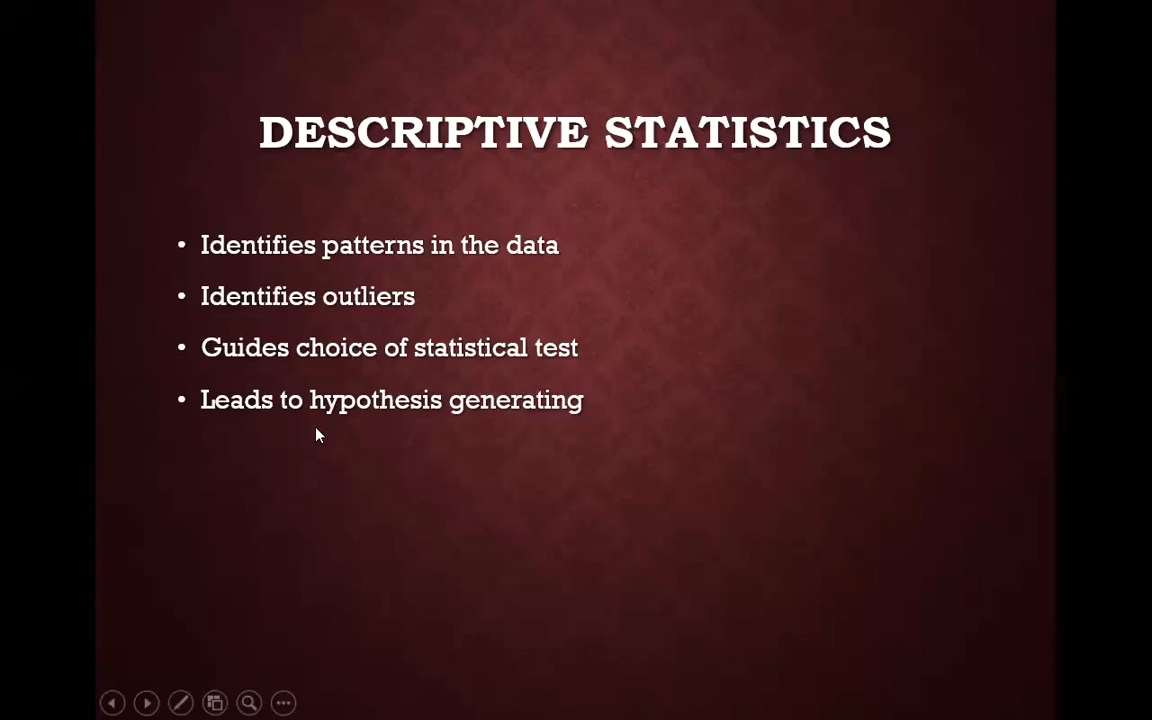 DESCRIPTIVE STATISTICS
• Identifies patterns in the data
• Identifies outliers
• Guides choice of statistical test
• Leads to hypothesis generating